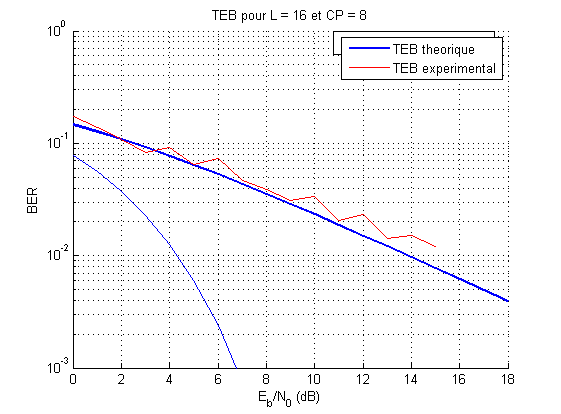 TEB pour L = 16 et CP = 8
TEB theorique
TEB experimental
10^0
10^-1
10^-2
10^-3
BER
0 2 4 6 8 10 12 14 16 18
E_b/N_0 (dB)